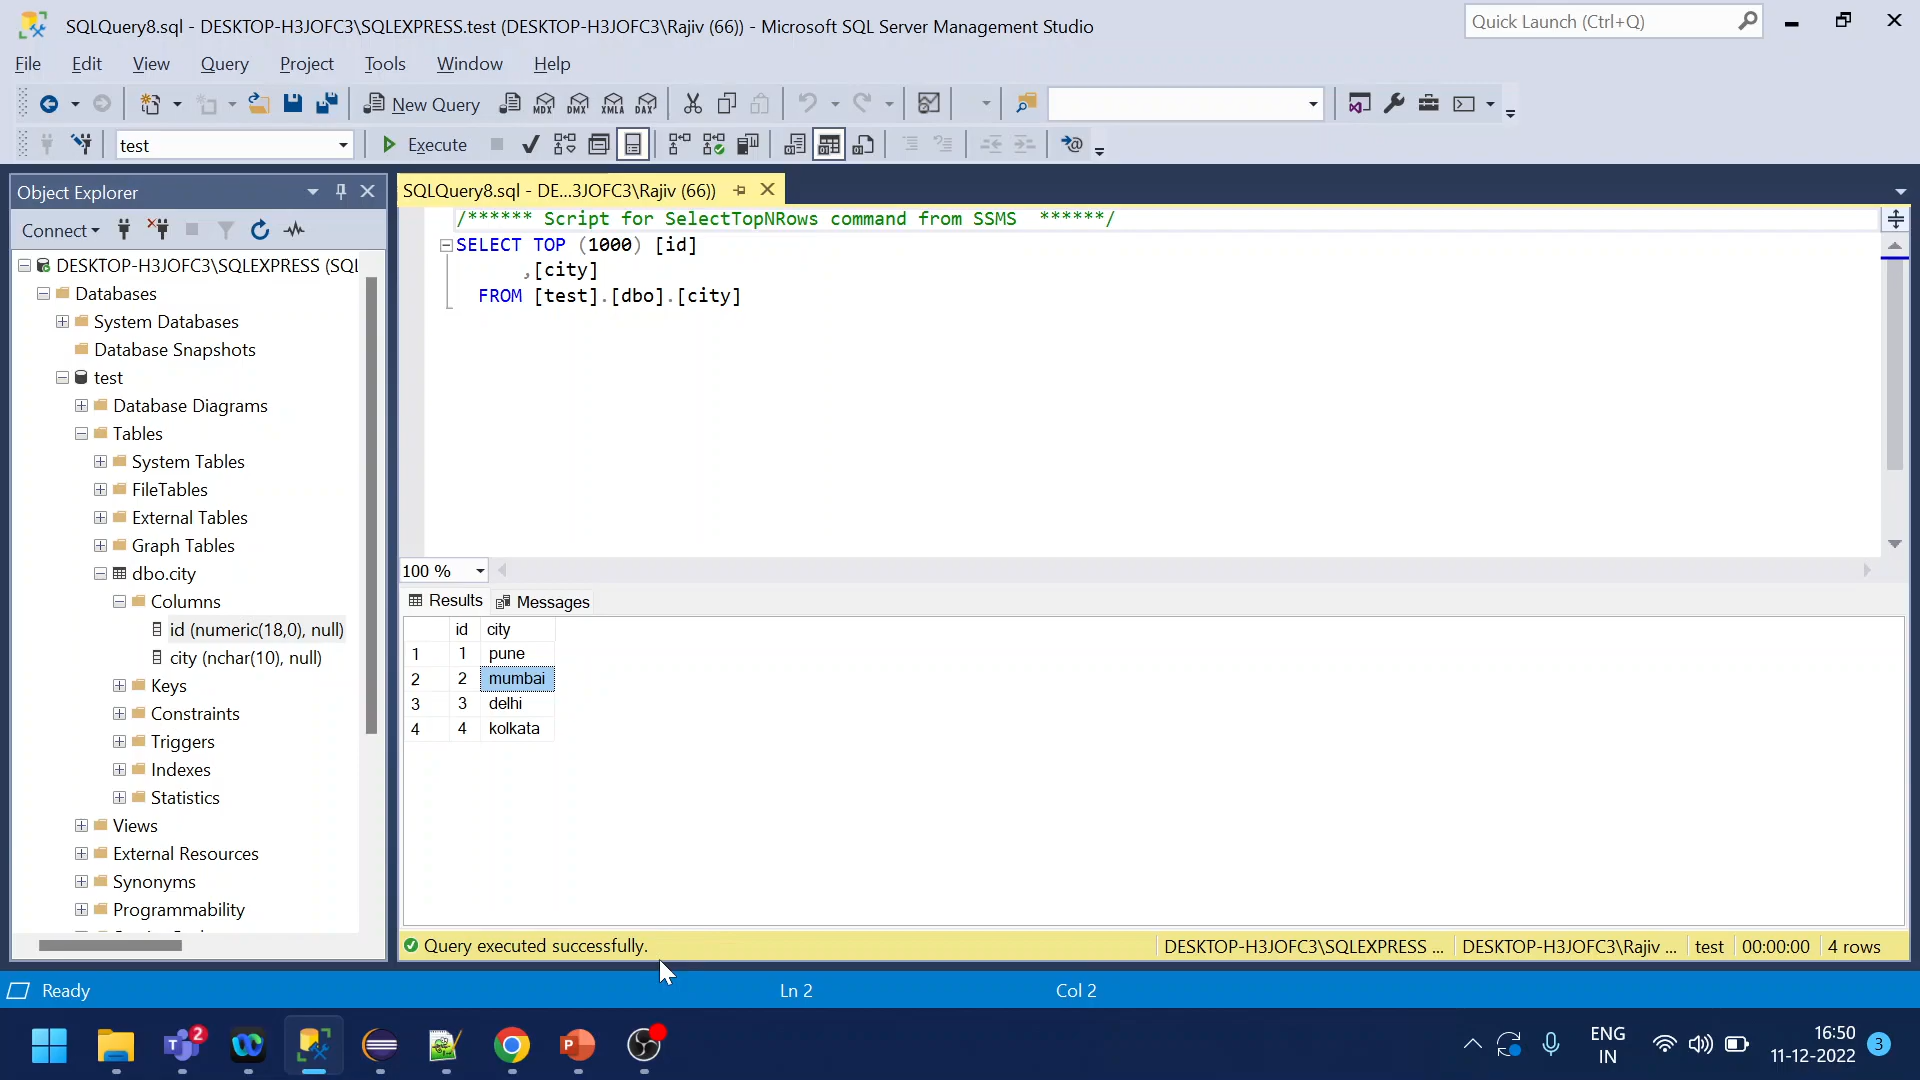 SQLQuery8.sql - DESKTOP-H3JOFC3\SQLEXPRESS.test (DESKTOP-H3JOFC3\Rajiv (66)) - Microsoft SQL Server Management Studio
Quick Launch (Ctrl+Q)
File Edit View Query Project Tools Window Help
New Query MDX DMX XMLA DAX
test Execute
Object Explorer
SQLQuery8.sql - DE...3JOFC3\Rajiv (66))
Connect
DESKTOP-H3JOFC3\SQLEXPRESS (SQL
Databases
System Databases
Database Snapshots
test
Database Diagrams
Tables
System Tables
FileTables
External Tables
Graph Tables
dbo.city
Columns
id (numeric(18,0), null)
city (nchar(10), null)
Keys
Constraints
Triggers
Indexes
Statistics
Views
External Resources
Synonyms
Programmability
/****** Script for SelectTopNRows command from SSMS ******/
SELECT TOP (1000) [id]
,[city]
FROM [test].[dbo].[city]
100 %
Results Messages
id city
1 1 pune
2 2 mumbai
3 3 delhi
4 4 kolkata
Query executed successfully.
DESKTOP-H3JOFC3\SQLEXPRESS ... DESKTOP-H3JOFC3\Rajiv ... test 00:00:00 4 rows
Ready Ln 2 Col 2
2
ENG
IN
16:50
11-12-2022
3